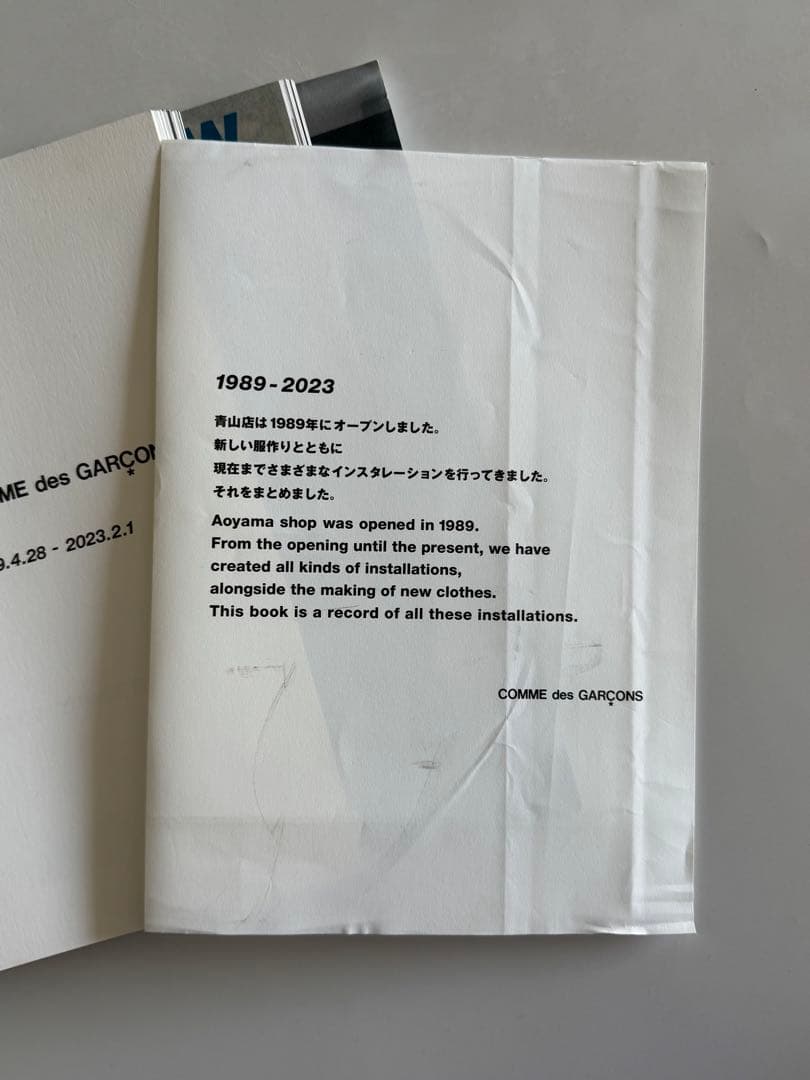 W
ME des GARÇON
9.4.28 - 2023.2.1
1989-2023
青山店は1989年にオープンしました。
新しい服作りとともに
現在までさまざまなインスタレーションを行ってきました。
それをまとめました。
Aoyama shop was opened in 1989.
From the opening until the present, we have
created all kinds of installations,
alongside the making of new clothes.
This book is a record of all these installations.
COMME des GARÇONS